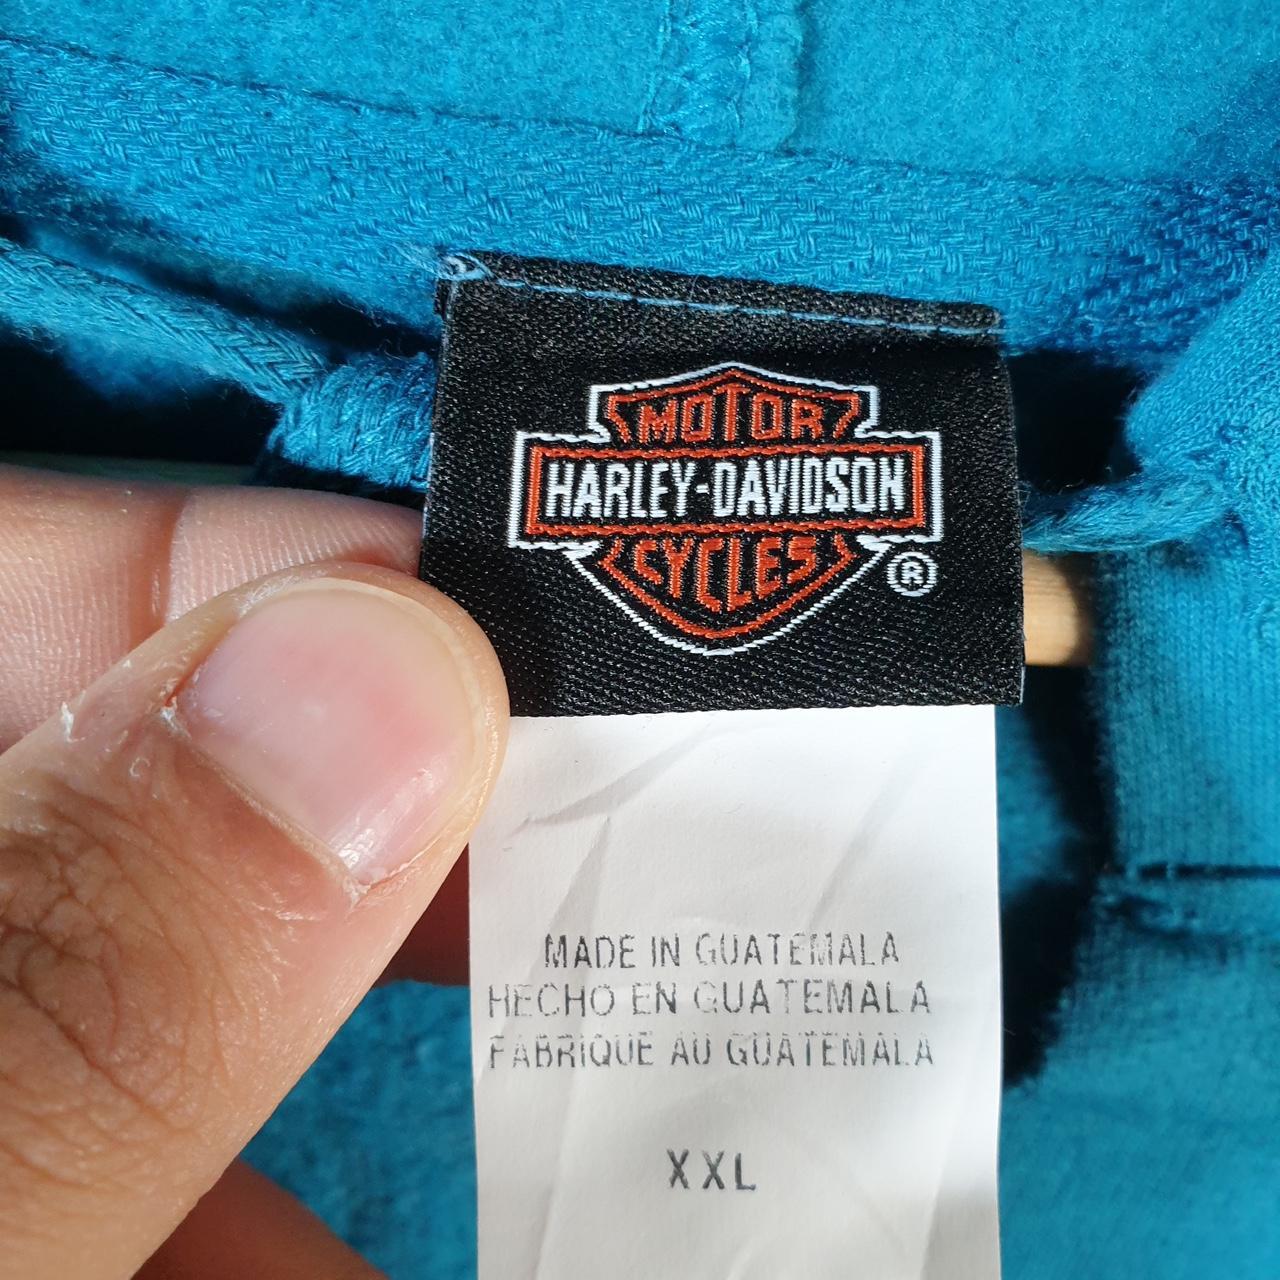 MOTOR
HARLEY-DAVIDSON
CYCLES
®
MADE IN GUATEMALA
HECHO EN GUATEMALA
FABRIQUE AU GUATEMALA
XXL